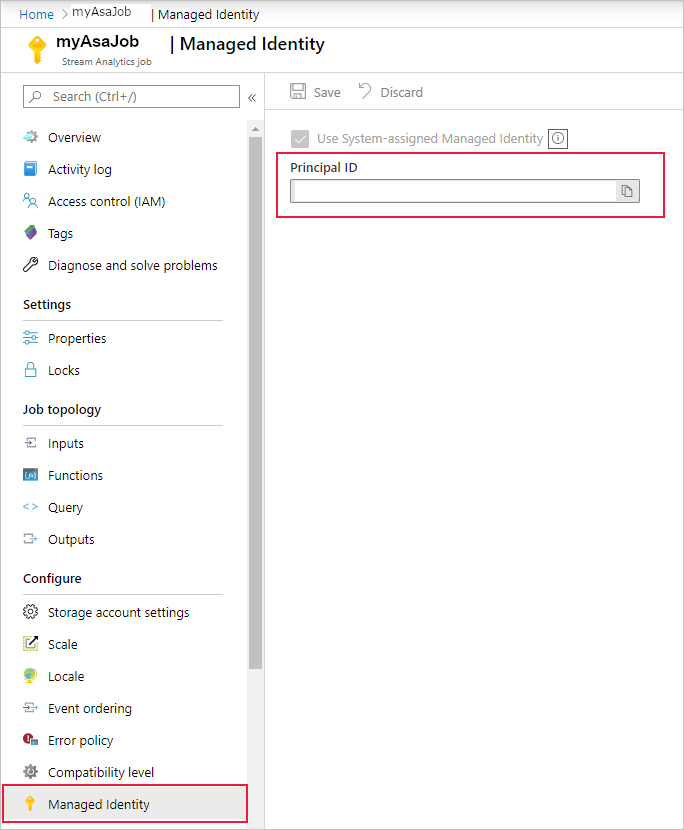 Home > myAsaJob | Managed Identity
myAsaJob | Managed Identity
Stream Analytics job
Search (Ctrl+/) «
Save Discard
Use System-assigned Managed Identity
Principal ID
Overview
Activity log
Access control (IAM)
Tags
Diagnose and solve problems
Settings
Properties
Locks
Job topology
Inputs
Functions
Query
Outputs
Configure
Storage account settings
Scale
Locale
Event ordering
Error policy
Compatibility level
Managed Identity